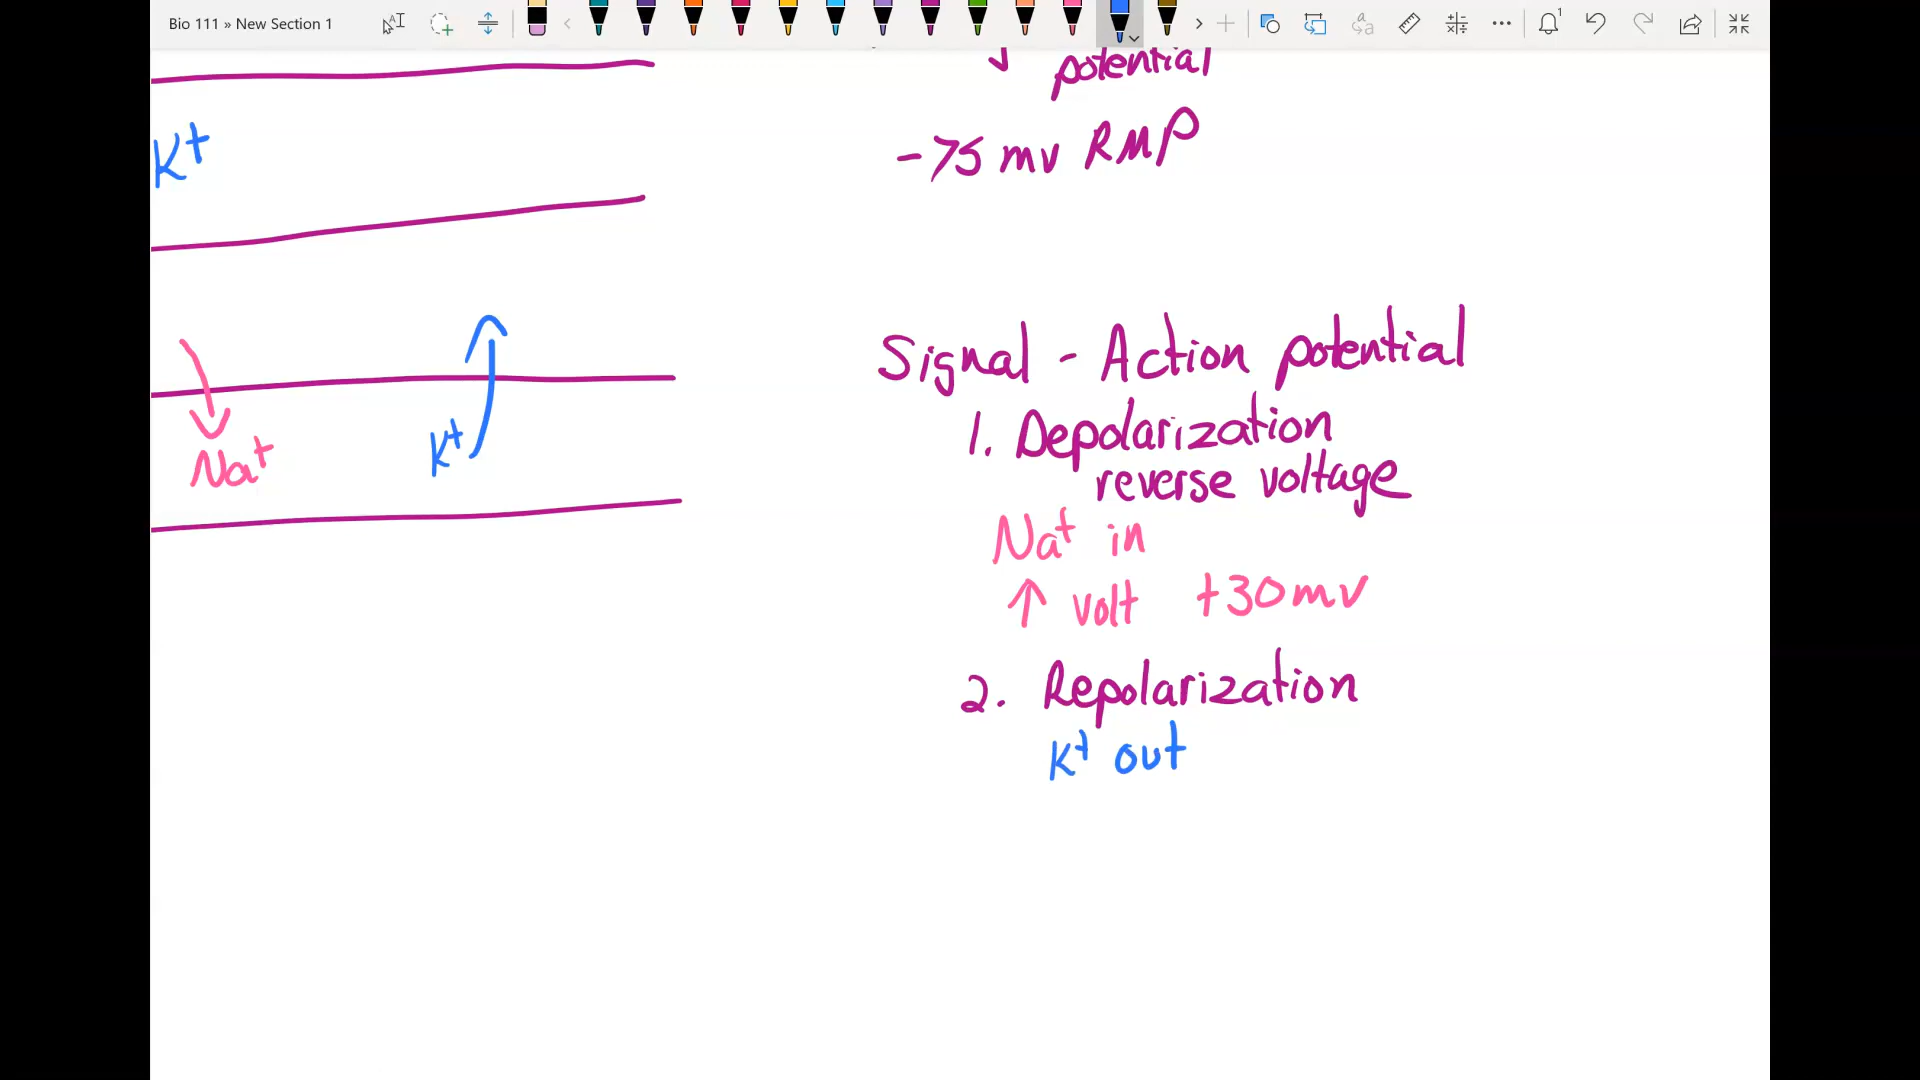 Bio 111 » New Section 1
potential
K+
-75 mv RMP
Signal - Action potential
1. Depolarization
reverse voltage
Na+
K+
Na+ in
↑ volt +30mv
2. Repolarization
K+ out